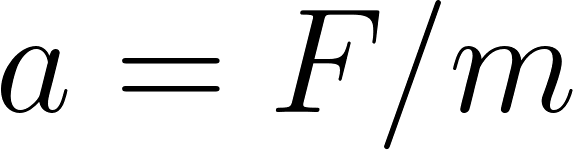 a = F/m